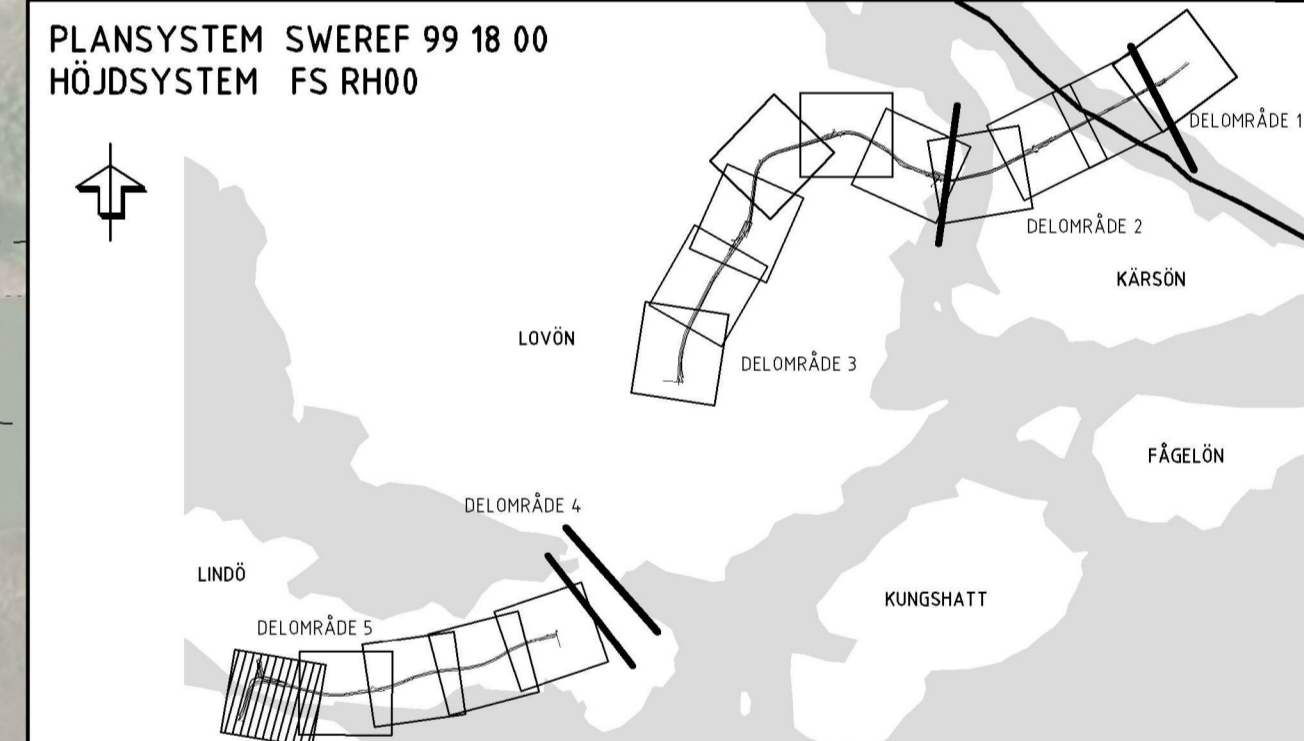 PLANSYSTEM SWEREF 99 18 00
HÖJDSYSTEM FS RH00
DELOMRÅDE 1
DELOMRÅDE 2
KÄRSÖN
LOVÖN
DELOMRÅDE 3
FÅGELÖN
DELOMRÅDE 4
LINDÖ
KUNGSHATT
DELOMRÅDE 5